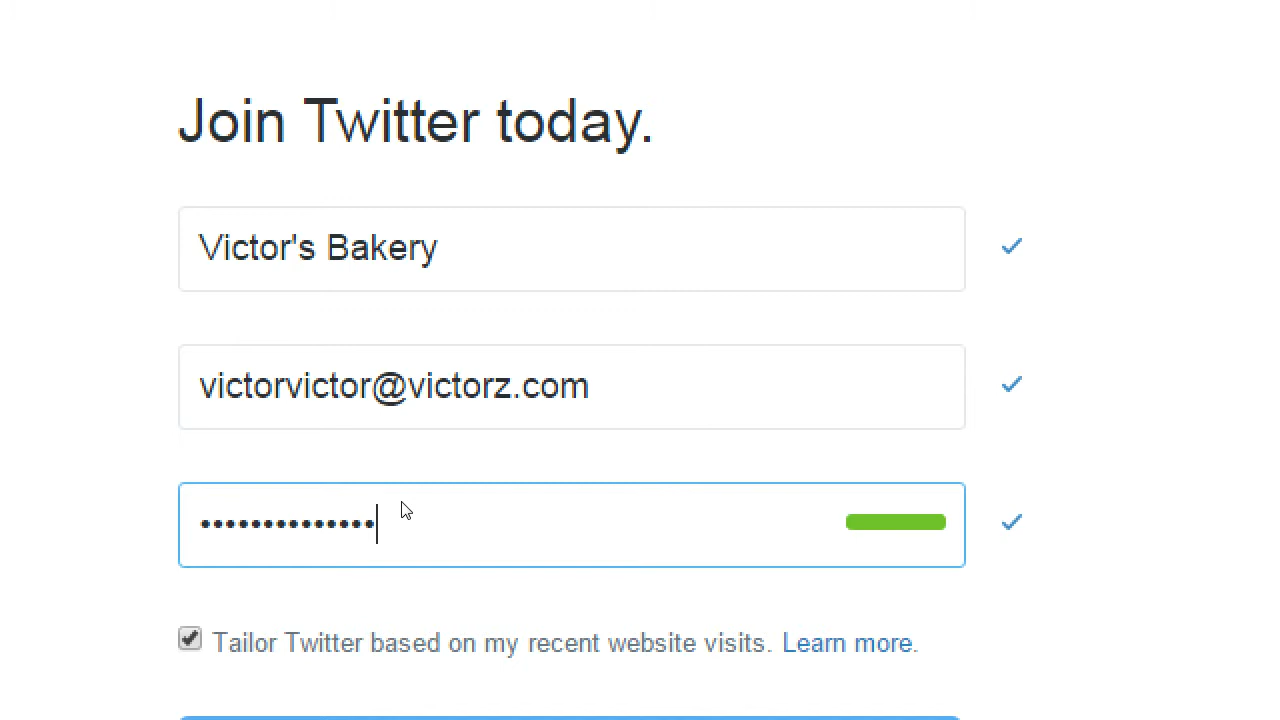 Join Twitter today.
Victor's Bakery
victorvictor@victorz.com
••••••••••••••
Tailor Twitter based on my recent website visits. Learn more.